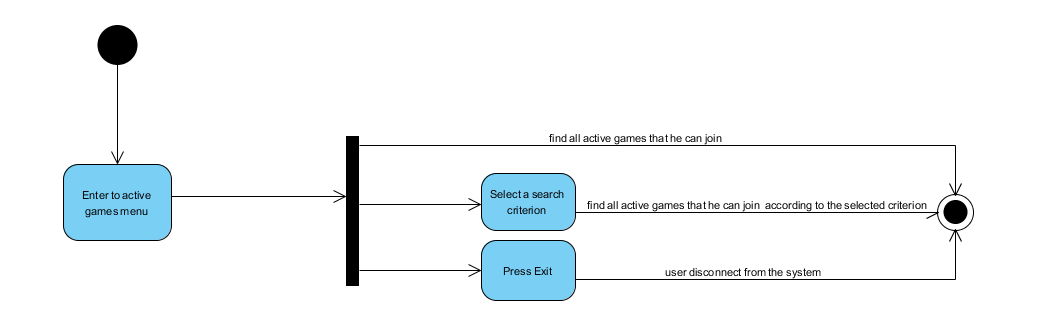 find all active games that he can join
Enter to active
games menu
Select a search
criterion
find all active games that he can join according to the selected criterion
Press Exit
user disconnect from the system